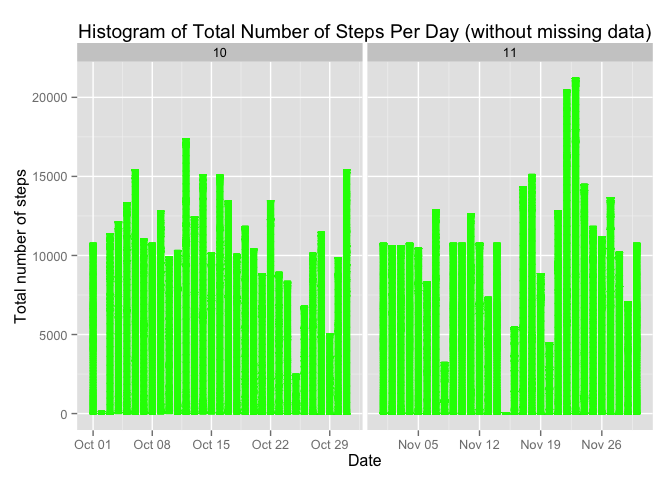 Histogram of Total Number of Steps Per Day (without missing data)
10
11
Total number of steps
20000
15000
10000
5000
0
Oct 01
Oct 08
Oct 15
Oct 22
Oct 29
Nov 05
Nov 12
Nov 19
Nov 26
Date